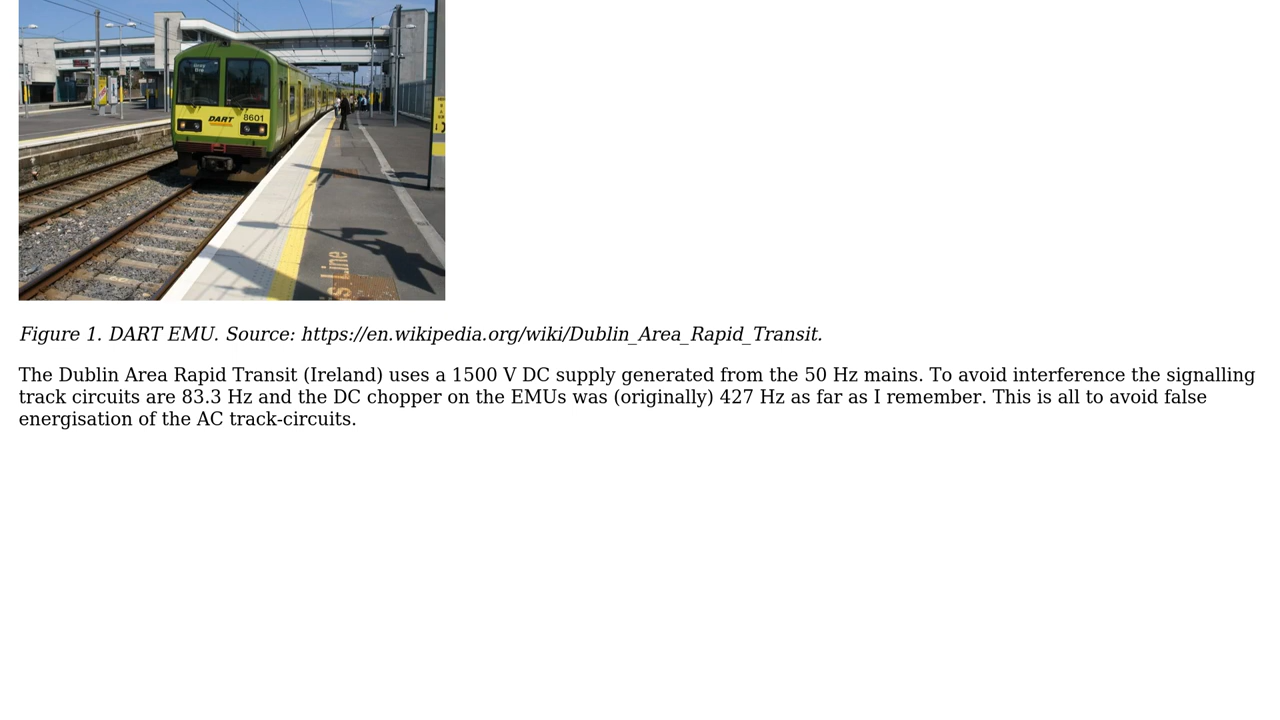 DART
8601
s Line
Figure 1. DART EMU. Source: https://en.wikipedia.org/wiki/Dublin_Area_Rapid_Transit.
The Dublin Area Rapid Transit (Ireland) uses a 1500 V DC supply generated from the 50 Hz mains. To avoid interference the signalling
track circuits are 83.3 Hz and the DC chopper on the EMUs was (originally) 427 Hz as far as I remember. This is all to avoid false
energisation of the AC track-circuits.